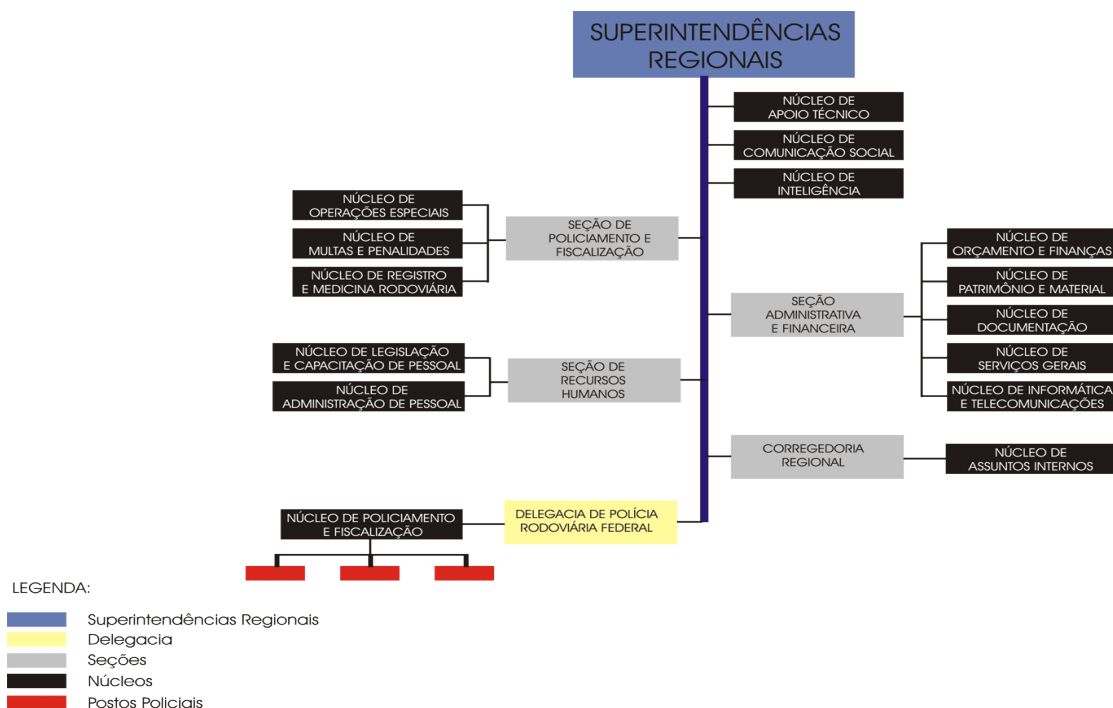 SUPERINTENDÊNCIAS
REGIONAIS
NÚCLEO DE
APOIO TÉCNICO
NÚCLEO DE
COMUNICAÇÃO SOCIAL
NÚCLEO DE
INTELIGÊNCIA
NÚCLEO DE
OPERAÇÕES ESPECIAIS
NÚCLEO DE
MULTAS E PENALIDADES
NÚCLEO DE REGISTRO
E MEDICINA RODOVIÁRIA
SEÇÃO DE
POLICIAMENTO E
FISCALIZAÇÃO
NÚCLEO DE
ORÇAMENTO E FINANÇAS
NÚCLEO DE
PATRIMÔNIO E MATERIAL
NÚCLEO DE
DOCUMENTAÇÃO
NÚCLEO DE
SERVIÇOS GERAIS
NÚCLEO DE INFORMÁTICA
E TELECOMUNICAÇÕES
SEÇÃO
ADMINISTRATIVA
E FINANCEIRA
NÚCLEO DE LEGISLAÇÃO
E CAPACITAÇÃO DE PESSOAL
NÚCLEO DE
ADMINISTRAÇÃO DE PESSOAL
SEÇÃO DE
RECURSOS
HUMANOS
CORREGEDORIA
REGIONAL
NÚCLEO DE
ASSUNTOS INTERNOS
NÚCLEO DE POLICIAMENTO
E FISCALIZAÇÃO
DELEGACIA DE POLÍCIA
RODOVIÁRIA FEDERAL
LEGENDA:
Superintendências Regionais
Delegacia
Seções
Núcleos
Postos Policiais